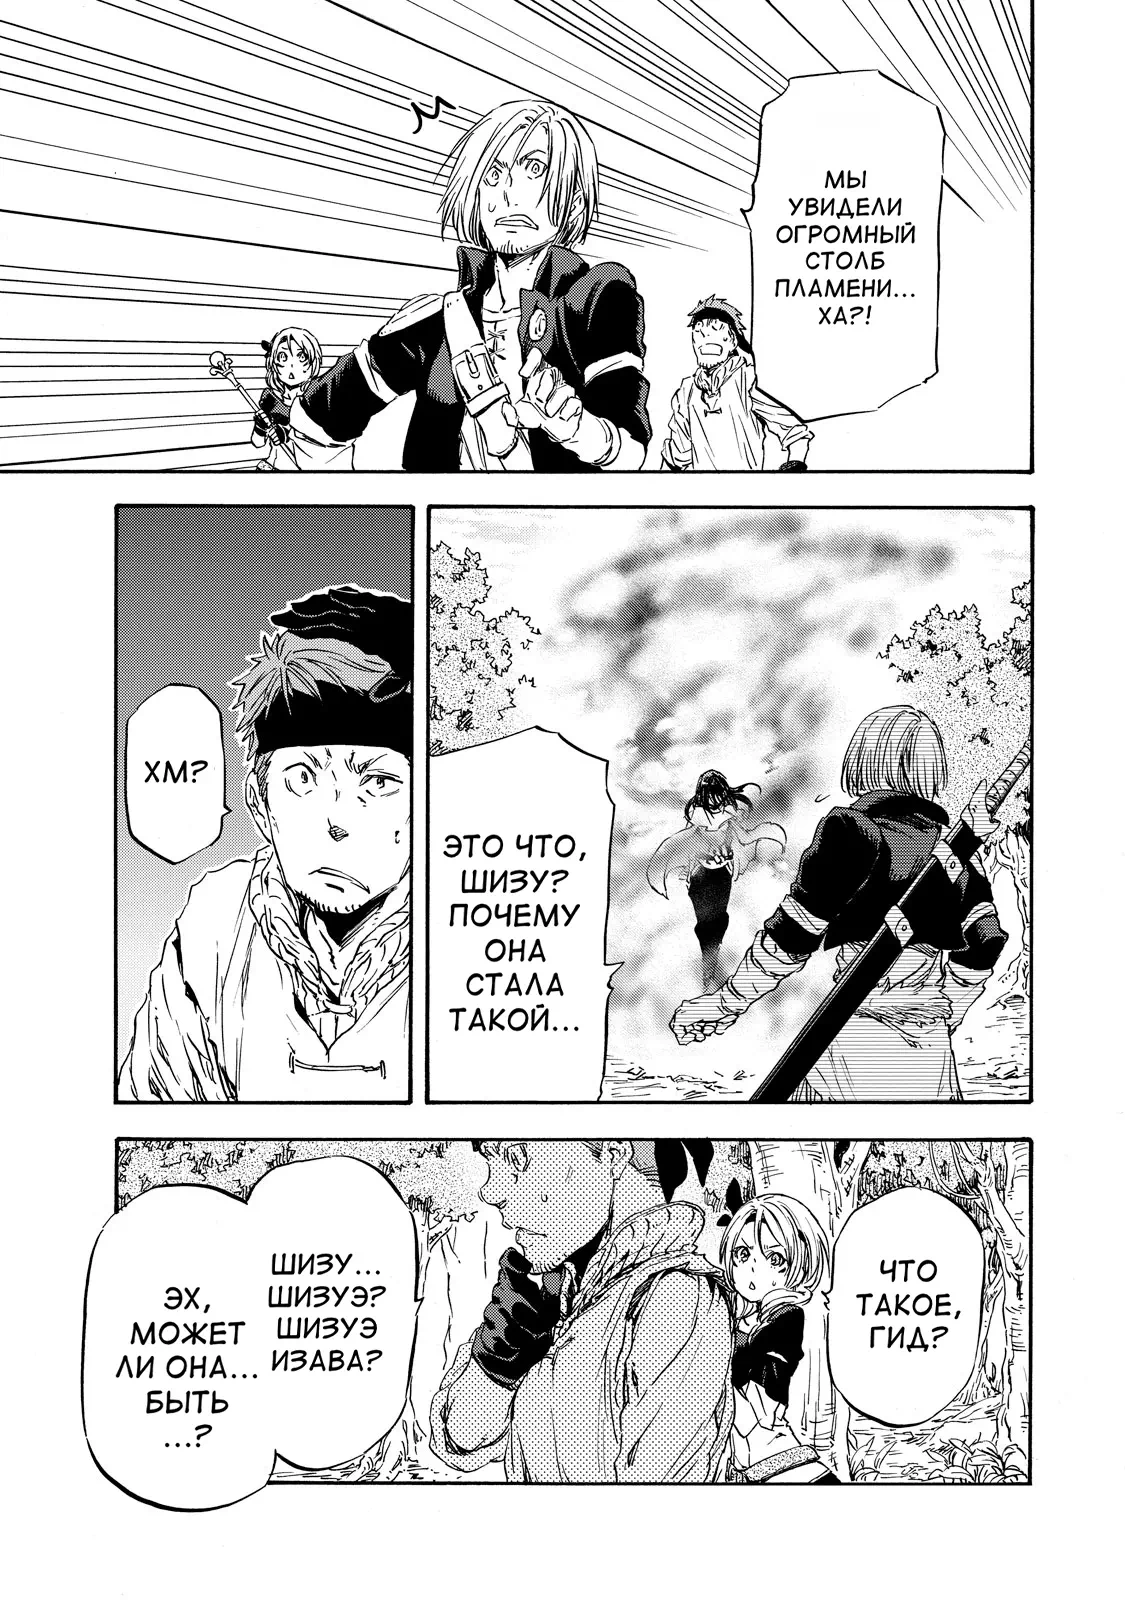 МЫ
УВИДЕЛИ
ОГРОМНЫЙ
СТОЛБ
ПЛАМЕНИ...
ХА?!
ЭТО ЧТО,
ШИЗУ?
ПОЧЕМУ
ОНА
СТАЛА
ТАКОЙ...
ХМ?
ЧТО
ТАКОЕ,
ГИД?
ШИЗУ...
ШИЗУЭ?
ШИЗУЭ
ИЗАВА?
ЭХ,
МОЖЕТ
ЛИ ОНА...
БЫТЬ
...?